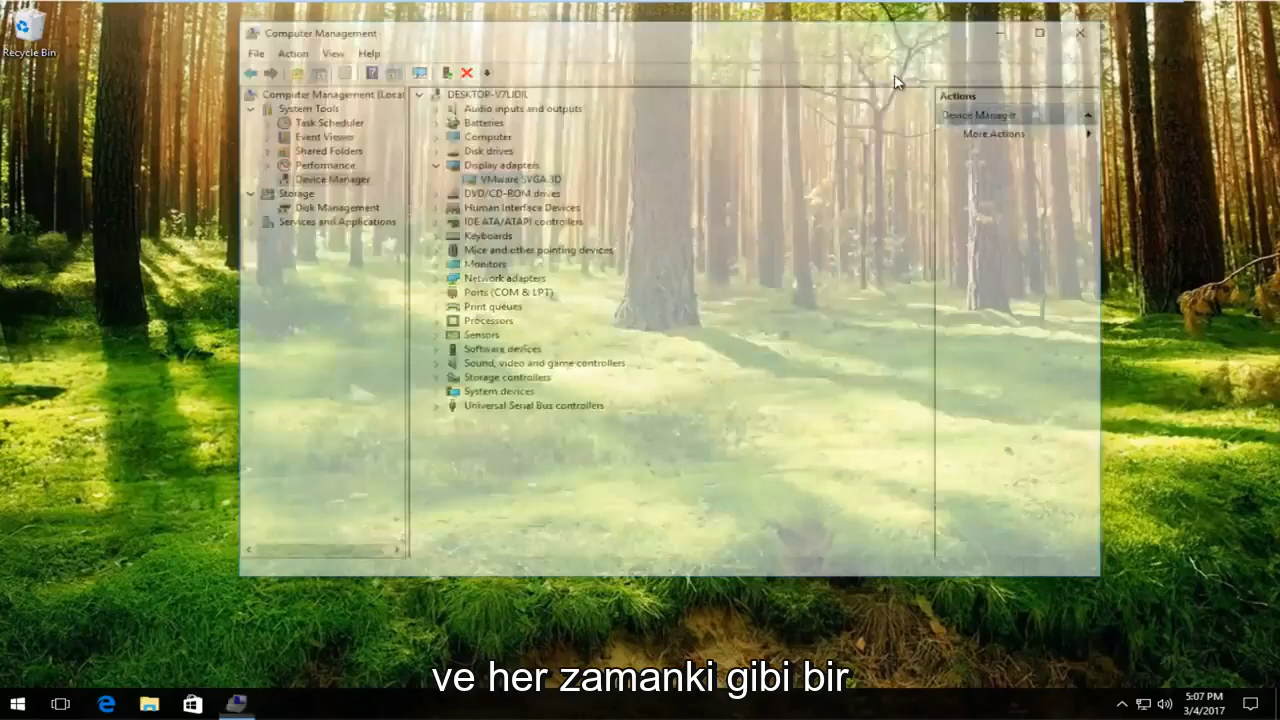 Recycle Bin
Computer Management
File Action View Help
Computer Management (Local
System Tools
Task Scheduler
Event Viewer
Shared Folders
Performance
Device Manager
Storage
Disk Management
Services and Applications
Audio inputs and outputs
Batteries
Computer
Disk drives
Display adapters
VMware SVGA 3D
DVD/CD-ROM drives
Human Interface Devices
IDE ATA/ATAPI controllers
Keyboards
Mice and other pointing devices
Monitors
Network adapters
Ports (COM & LPT)
Print queues
Processors
Sensors
Software devices
Sound, video and game controllers
Storage controllers
System devices
Universal Serial Bus controllers
Actions
Device Manager
More Actions
ve her zamanki gibi bir
5:07 PM
3/4/2017